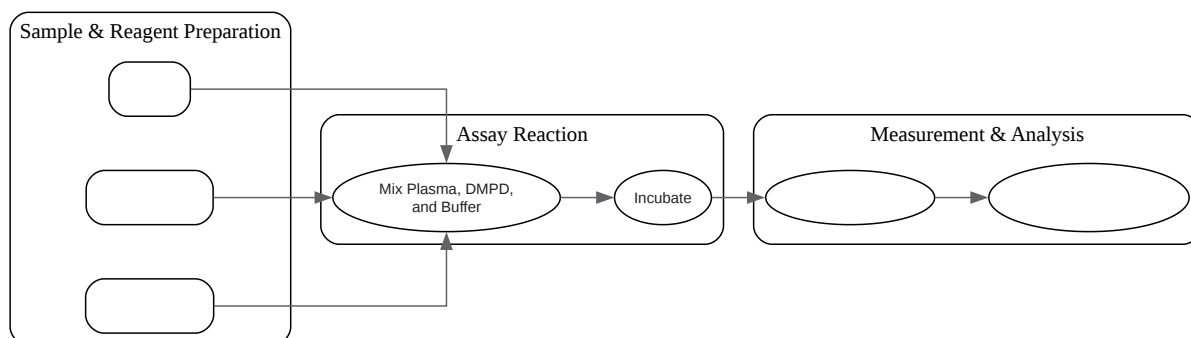 Sample & Reagent Preparation
Assay Reaction
Mix Plasma, DMPD,
and Buffer
Incubate
Measurement & Analysis